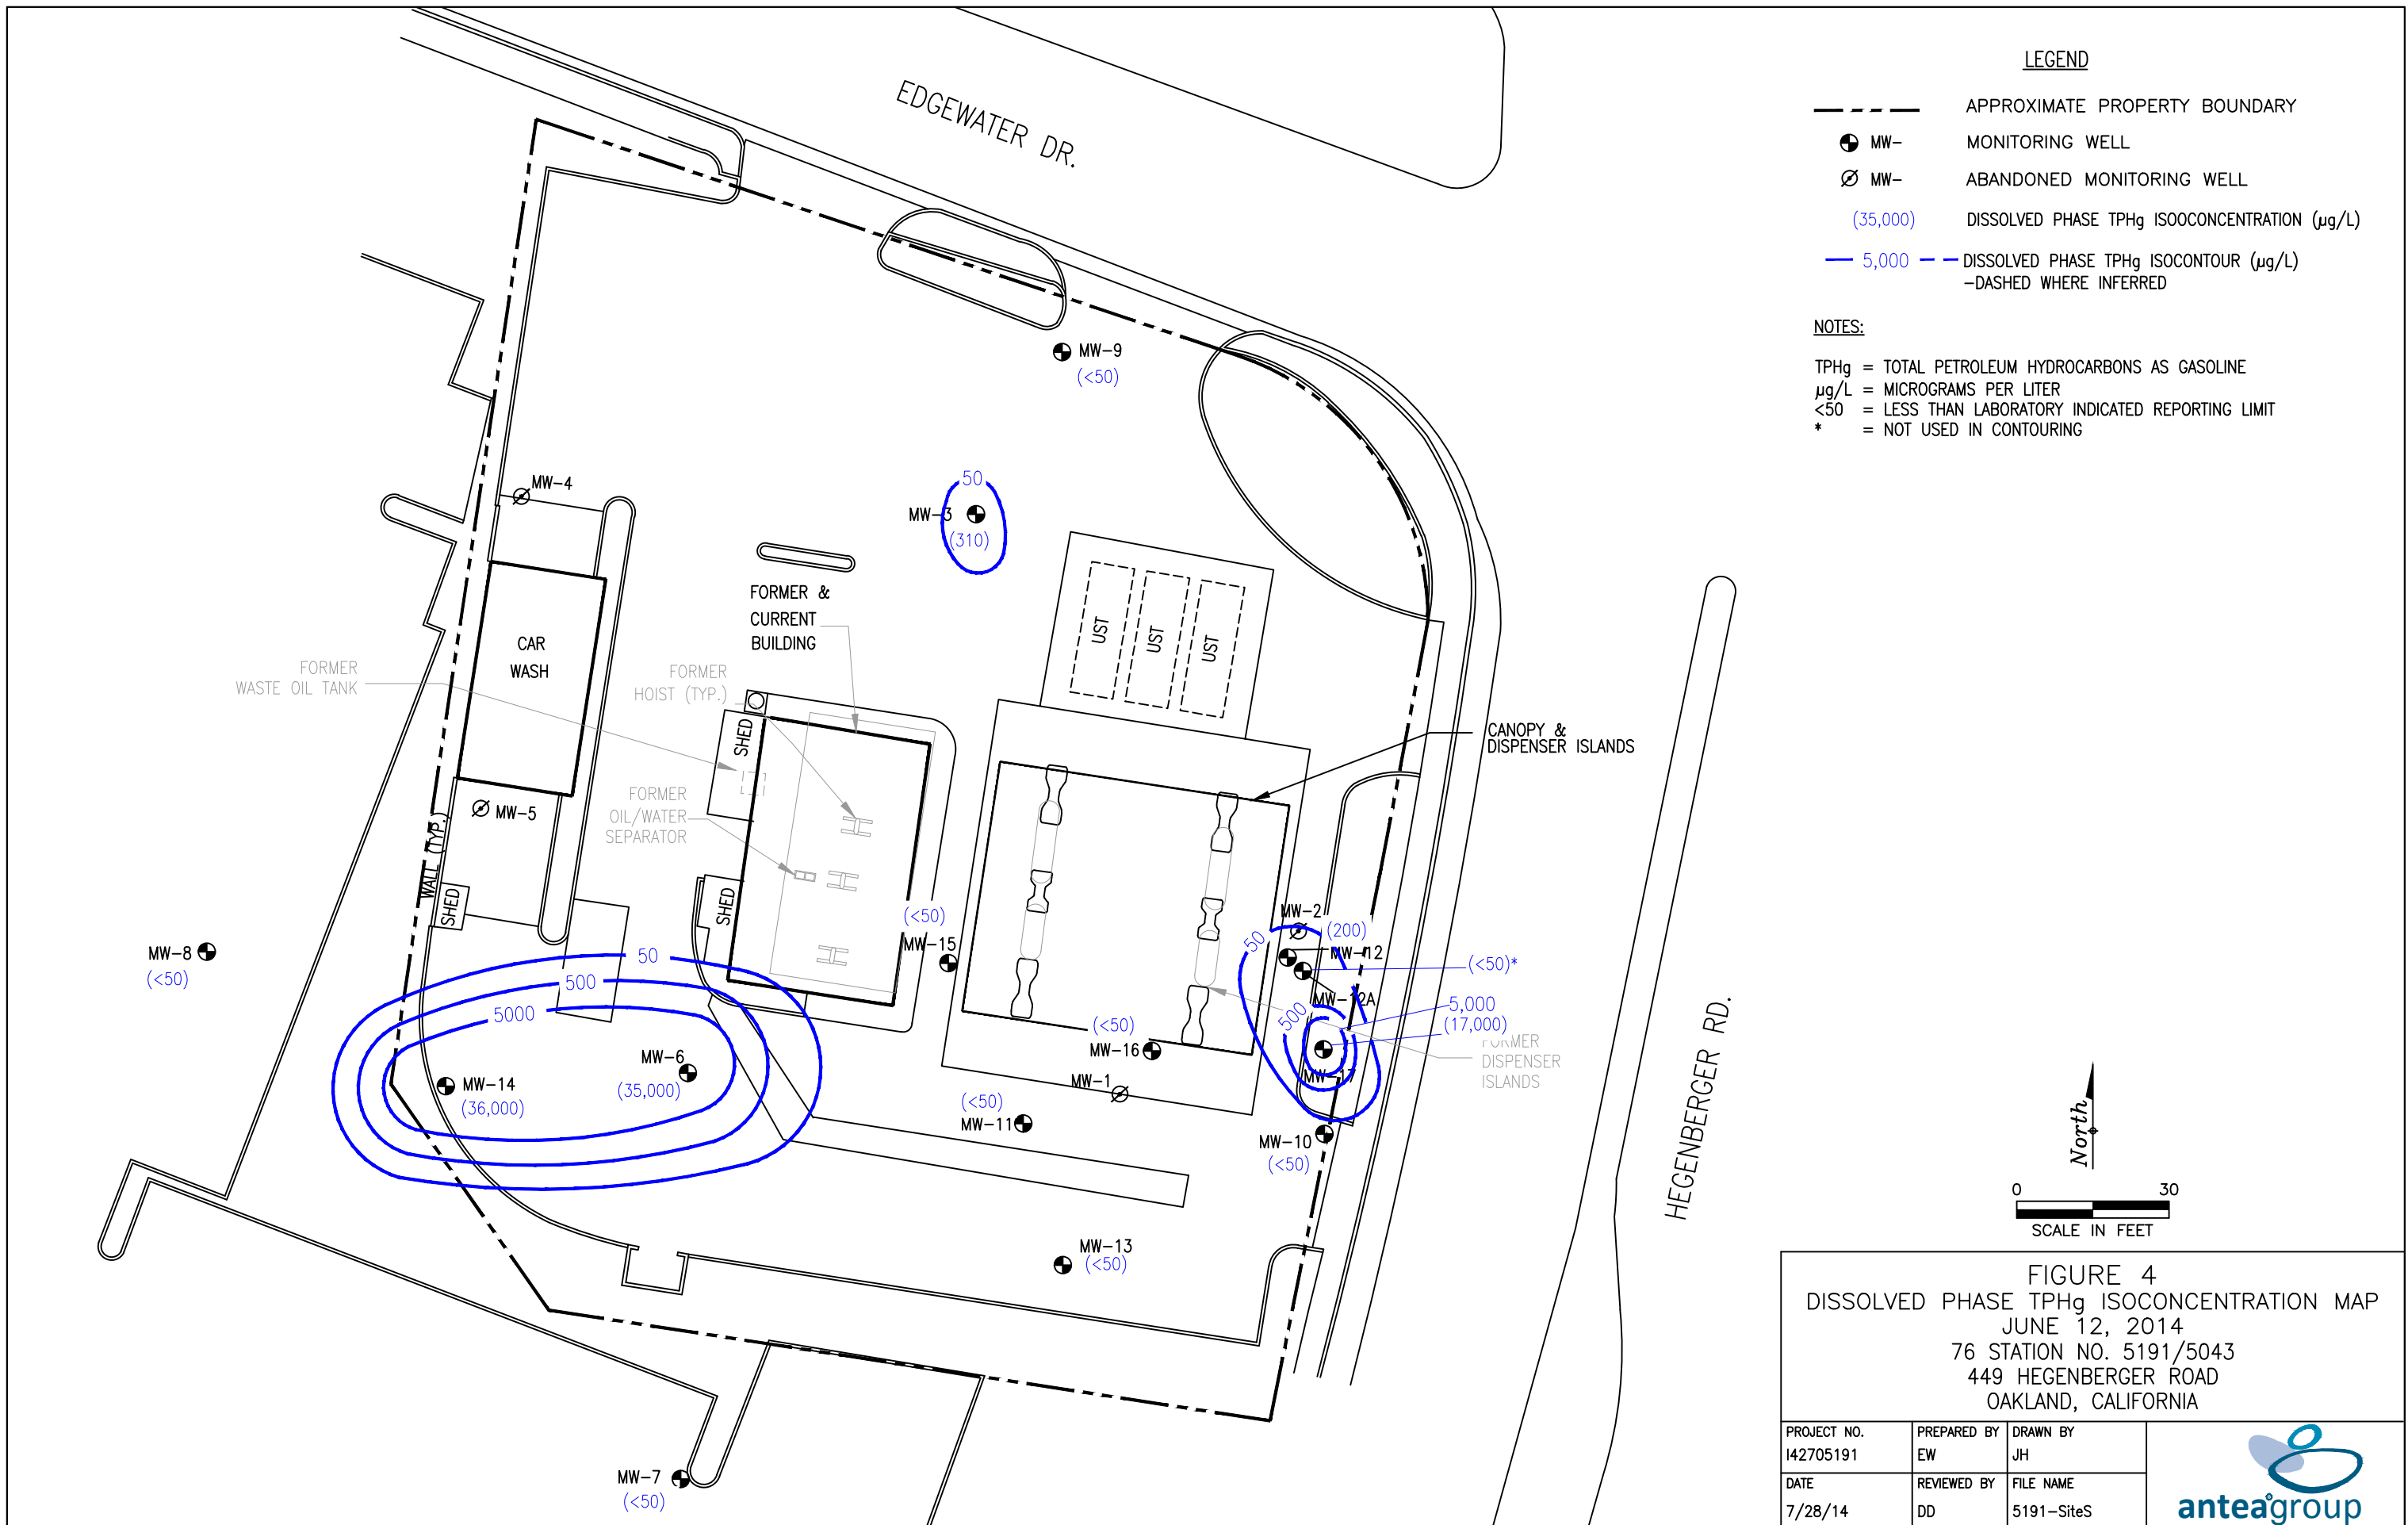 EDGEWATER DR.
LEGEND
APPROXIMATE PROPERTY BOUNDARY
MW- MONITORING WELL
MW- ABANDONED MONITORING WELL
(35,000) DISSOLVED PHASE TPHg ISOOCONCENTRATION (µg/L)
5,000 DISSOLVED PHASE TPHg ISOCONTOUR (µg/L)
-DASHED WHERE INFERRED
NOTES:
TPHg = TOTAL PETROLEUM HYDROCARBONS AS GASOLINE
µg/L = MICROGRAMS PER LITER
<50 = LESS THAN LABORATORY INDICATED REPORTING LIMIT
* = NOT USED IN CONTOURING
MW-9
(<50)
MW-4
50
MW-3
(310)
FORMER &
CURRENT
BUILDING
UST
UST
UST
CAR
WASH
FORMER
WASTE OIL TANK
FORMER
HOIST (TYP.)
SHED
CANOPY &
DISPENSER ISLANDS
FORMER
OIL/WATER
SEPARATOR
MW-5
WALL (TYP.)
SHED
SHED
(<50)
MW-15
MW-2
(200)
MW-12
50
(<50)*
MW-12A
5,000
500
(17,000)
FORMER
DISPENSER
ISLANDS
MW-17
MW-8
(<50)
50
500
5000
MW-6
(35,000)
MW-14
(36,000)
(<50)
MW-16
MW-1
(<50)
MW-11
MW-10
(<50)
MW-13
(<50)
MW-7
(<50)
HEGENBERGER RD.
North
0 30
SCALE IN FEET
FIGURE 4
DISSOLVED PHASE TPHg ISOCONCENTRATION MAP
JUNE 12, 2014
76 STATION NO. 5191/5043
449 HEGENBERGER ROAD
OAKLAND, CALIFORNIA
PROJECT NO. PREPARED BY DRAWN BY
I42705191 EW JH
DATE REVIEWED BY FILE NAME
7/28/14 DD 5191-SiteS
anteagroup